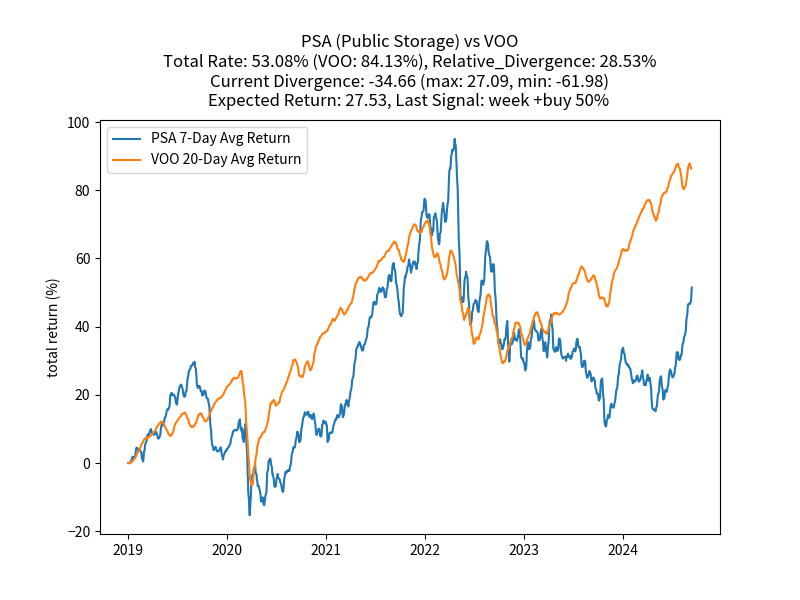 PSA (Public Storage) vs VOO
Total Rate: 53.08% (VOO: 84.13%), Relative_Divergence: 28.53%
Current Divergence: -34.66 (max: 27.09, min: -61.98)
Expected Return: 27.53, Last Signal: week +buy 50%
PSA 7-Day Avg Return
VOO 20-Day Avg Return
total return (%)
100
80
60
40
20
0
−20
2019
2020
2021
2022
2023
2024